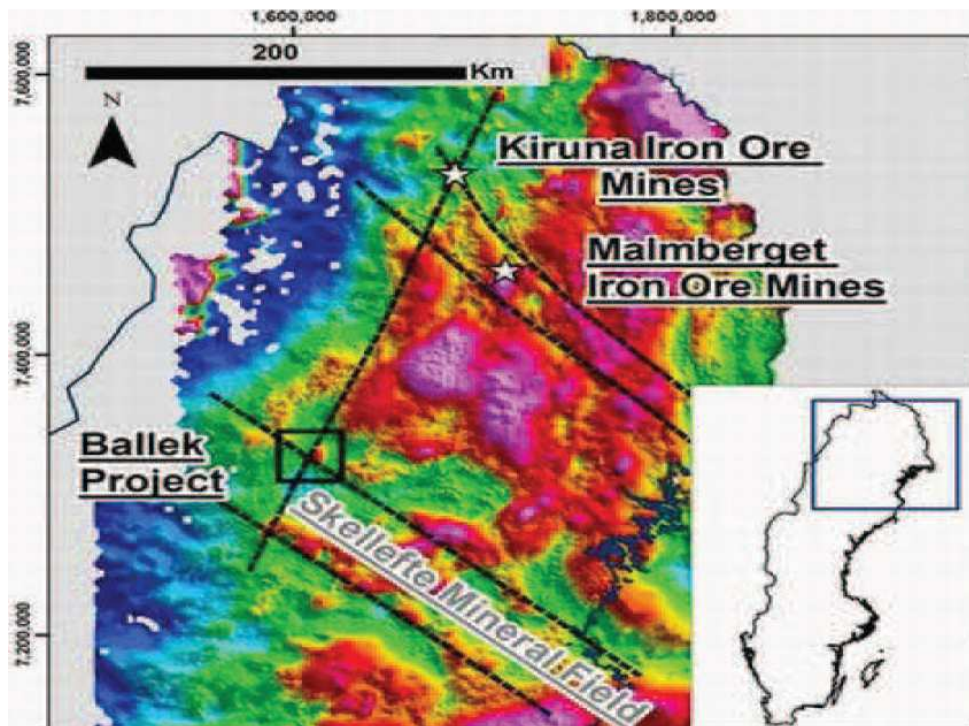 1,600,000
1,800,000
200
Km
7,600,000
N
Kiruna Iron Ore
Mines
Malmberget
Iron Ore Mines
7,400,000
Ballek
Project
Skellefte Mineral Field
7,200,000